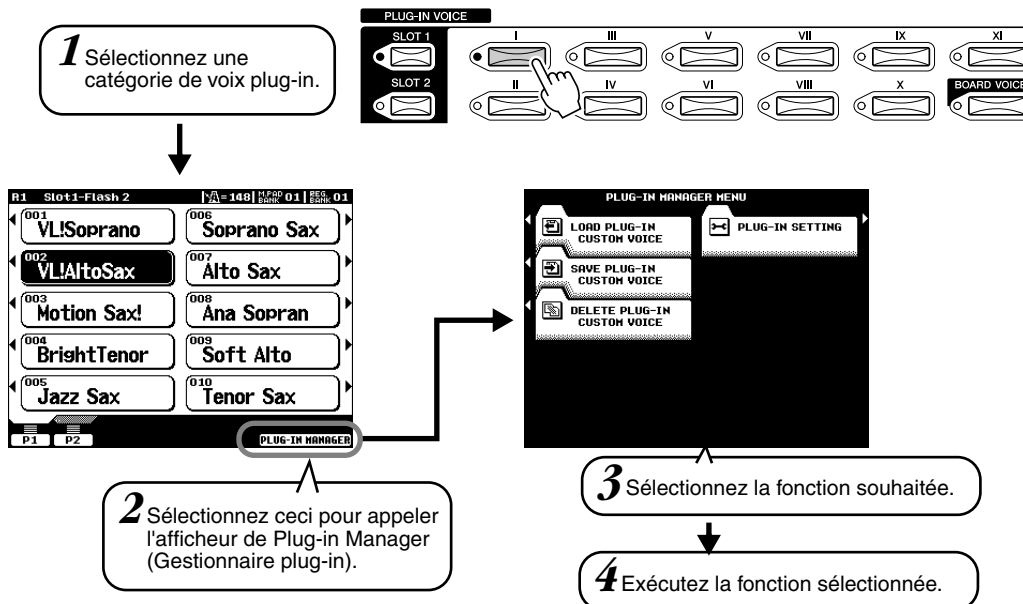 PLUG-IN VOICE
SLOT 1
I
III
V
VII
IX
XI
SLOT 2
II
IV
VI
VIII
X
BOARD VOICE
1 Sélectionnez une
catégorie de voix plug-in.
R1 Slot1-Flash 2 =148 M.PAD BANK 01 REG. BANK 01
001 VL!Soprano
006 Soprano Sax
002 VL!AltoSax
007 Alto Sax
003 Motion Sax!
008 Ana Sopran
004 BrightTenor
009 Soft Alto
005 Jazz Sax
010 Tenor Sax
P1 P2 PLUG-IN MANAGER
2 Sélectionnez ceci pour appeler
l'afficheur de Plug-in Manager
(Gestionnaire plug-in).
PLUG-IN MANAGER MENU
LOAD PLUG-IN
CUSTOM VOICE
PLUG-IN SETTING
SAVE PLUG-IN
CUSTOM VOICE
DELETE PLUG-IN
CUSTOM VOICE
3 Sélectionnez la fonction souhaitée.
4 Exécutez la fonction sélectionnée.